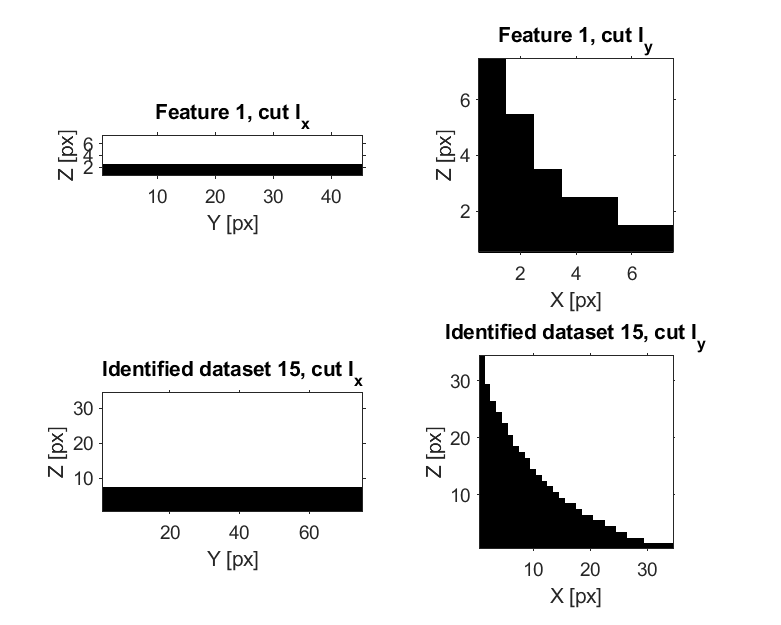 Feature 1, cut I_x
Z [px]
6
4
2
10 20 30 40
Y [px]
Feature 1, cut I_y
Z [px]
6
4
2
2 4 6
X [px]
Identified dataset 15, cut I_x
Z [px]
30
20
10
20 40 60
Y [px]
Identified dataset 15, cut I_y
Z [px]
30
20
10
10 20 30
X [px]